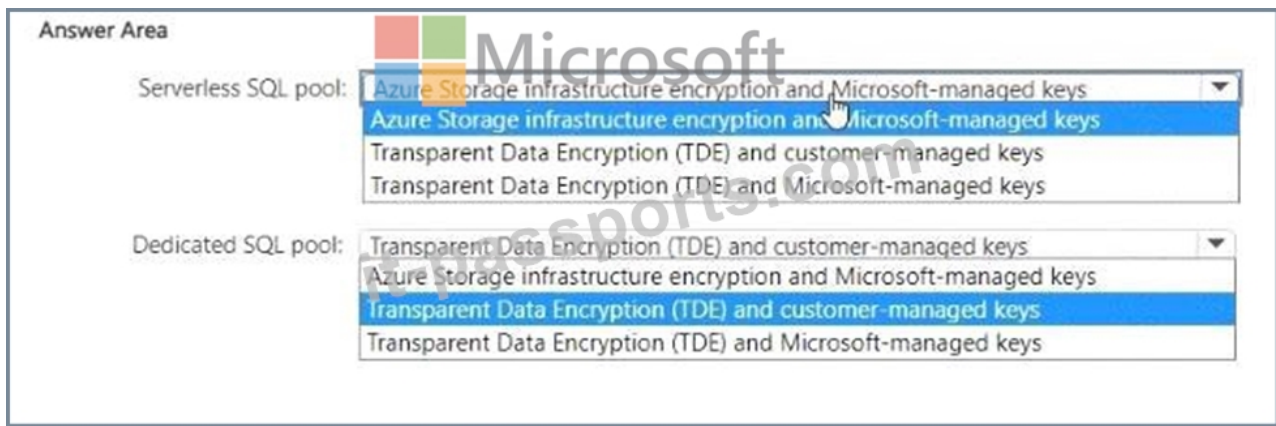 Answer Area
Microsoft
Serverless SQL pool: Azure Storage infrastructure encryption and Microsoft-managed keys
Azure Storage infrastructure encryption and Microsoft-managed keys
Transparent Data Encryption (TDE) and customer-managed keys
Transparent Data Encryption (TDE) and Microsoft-managed keys
it-passports.com
Dedicated SQL pool: Transparent Data Encryption (TDE) and customer-managed keys
Azure Storage infrastructure encryption and Microsoft-managed keys
Transparent Data Encryption (TDE) and customer-managed keys
Transparent Data Encryption (TDE) and Microsoft-managed keys